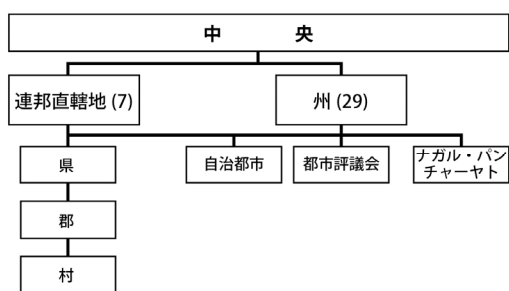 中 央
連邦直轄地 (7)
州 (29)
県
自治都市
都市評議会
ナガル・パン
チャーヤト
郡
村